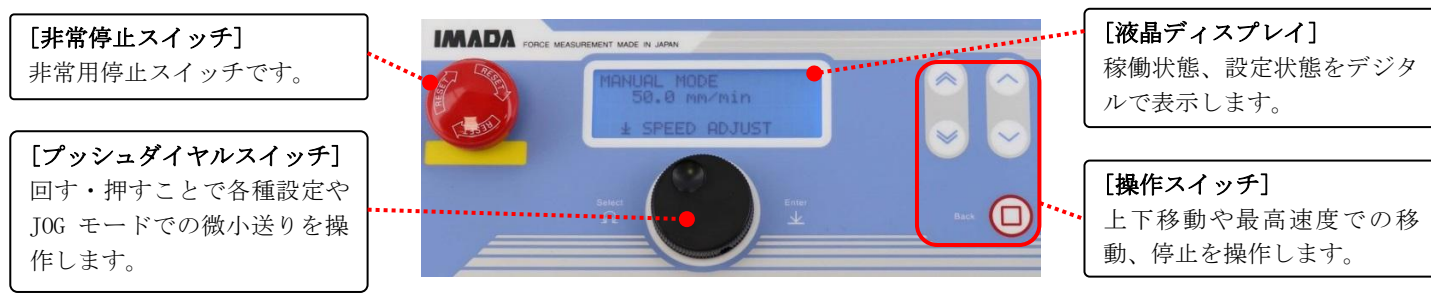 [非常停止スイッチ]
非常用停止スイッチです。
[プッシュダイヤルスイッチ]
回す・押すことで各種設定や
JOG モードでの微小送りを操
作します。
IMADA FORCE MEASUREMENT MADE IN JAPAN
RESET
RESET
RESET
MANUAL MODE
50.0 mm/min
SPEED ADJUST
Select
Enter
Back
[液晶ディスプレイ]
稼働状態、設定状態をデジタ
ルで表示します。
[操作スイッチ]
上下移動や最高速度での移
動、停止を操作します。